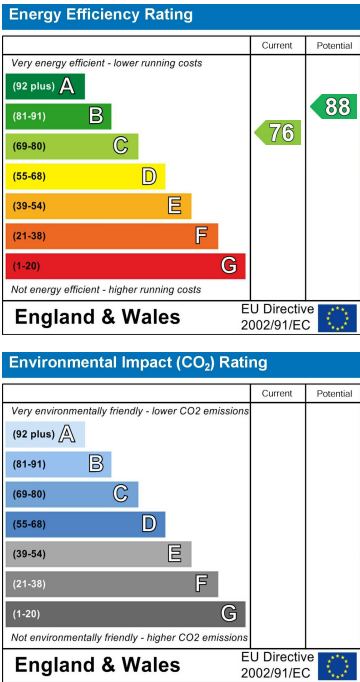 Energy Efficiency Rating
Current Potential
Very energy efficient - lower running costs
(92 plus) A
(81-91) B
(69-80) C
(55-68) D
(39-54) E
(21-38) F
(1-20) G
76
88
Not energy efficient - higher running costs
England & Wales
EU Directive
2002/91/EC
Environmental Impact (CO₂) Rating
Current Potential
Very environmentally friendly - lower CO2 emissions
(92 plus) A
(81-91) B
(69-80) C
(55-68) D
(39-54) E
(21-38) F
(1-20) G
Not environmentally friendly - higher CO2 emissions
England & Wales
EU Directive
2002/91/EC